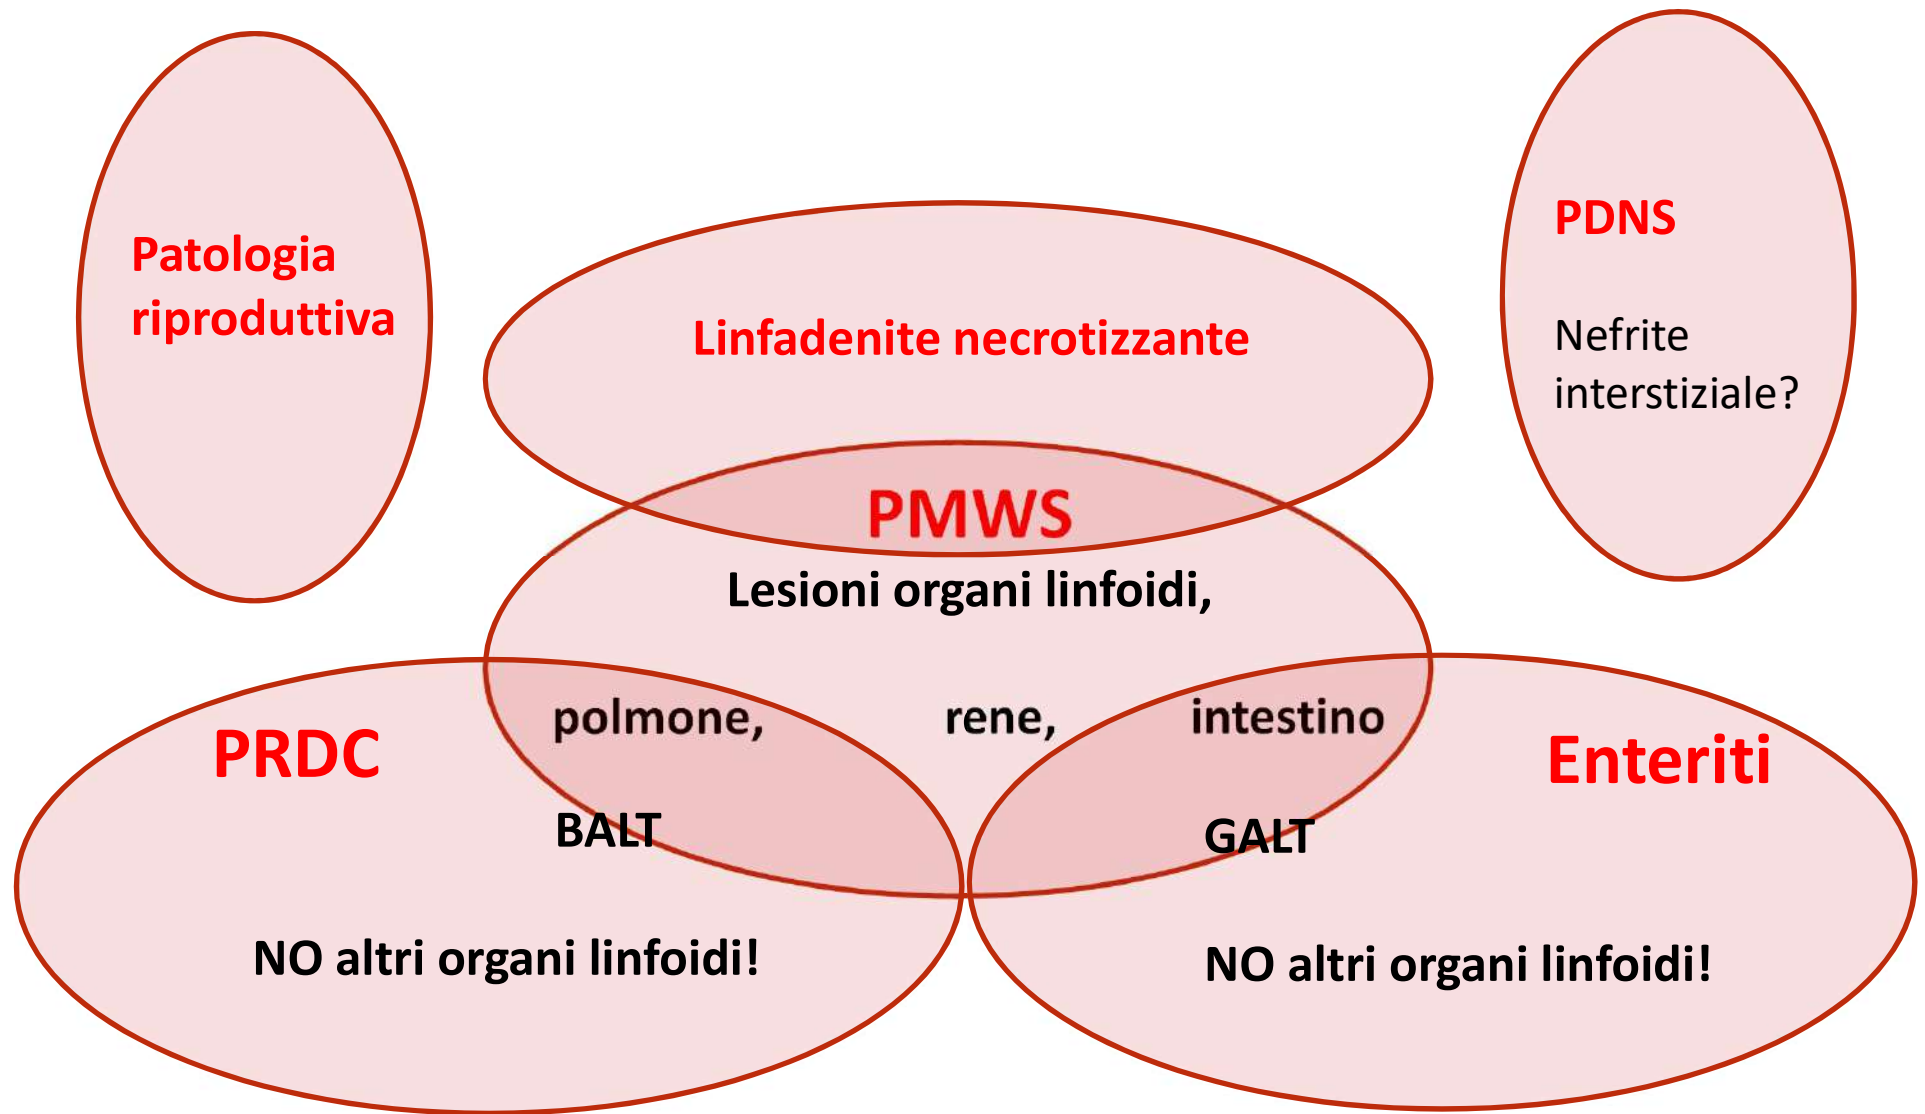 Patologia
riproduttiva
PDNS
Nefrite
interstiziale?
Linfadenite necrotizzante
PMWS
Lesioni organi linfoidi,
polmone, rene, intestino
PRDC
BALT
NO altri organi linfoidi!
Enteriti
GALT
NO altri organi linfoidi!